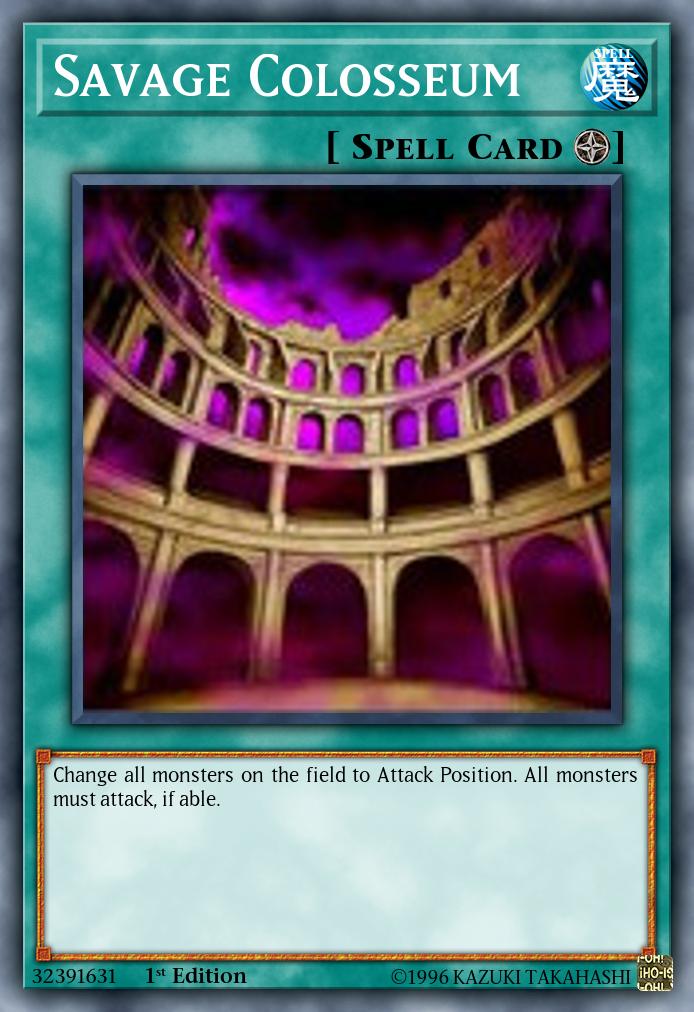 Savage Colosseum
SPELL
魔
[ Spell Card ]
Change all monsters on the field to Attack Position. All monsters
must attack, if able.
32391631 1st Edition ©1996 KAZUKI TAKAHASHI